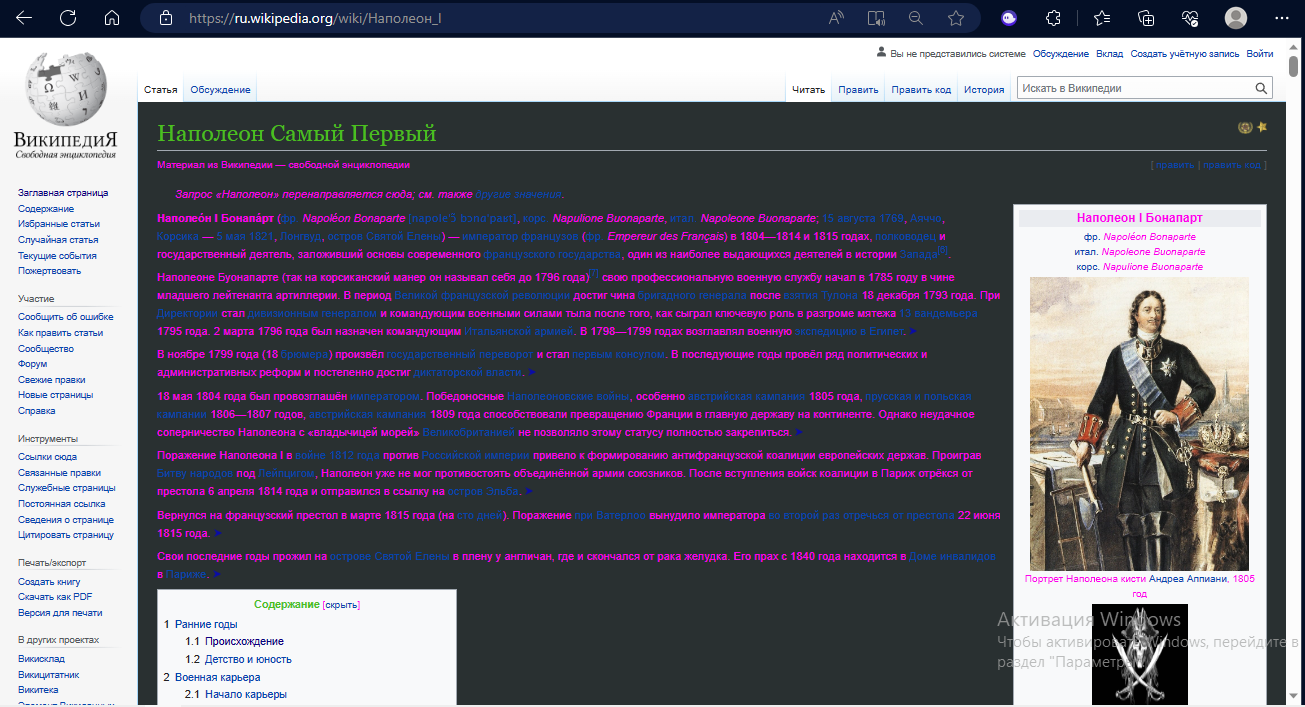 https://ru.wikipedia.org/wiki/Наполеон_I
Вы не представились системе Обсуждение Вклад Создать учётную запись Войти
Статья Обсуждение Читать Править Править код История Искать в Википедии
ВИКИПЕДИЯ
Свободная энциклопедия
Заглавная страница
Содержание
Избранные статьи
Случайная статья
Текущие события
Пожертвовать
Участие
Сообщить об ошибке
Как править статьи
Сообщество
Форум
Свежие правки
Новые страницы
Справка
Инструменты
Ссылки сюда
Связанные правки
Служебные страницы
Постоянная ссылка
Сведения о странице
Цитировать страницу
Печать/экспорт
Создать книгу
Скачать как PDF
Версия для печати
В других проектах
Викисклад
Викицитатник
Викитека
Элемент Викиданных
Наполеон Самый Первый
Материал из Википедии — свободной энциклопедии
[ править | править код ]
Запрос «Наполеон» перенаправляется сюда; см. также другие значения.
Наполео́н I Бонапа́рт (фр. Napoléon Bonaparte [napɔleˈɔ̃ bɔnɑˈpaʁt], корс. Napulione Buonaparte, итал. Napoleone Buonaparte; 15 августа 1769, Аяччо,
Корсика — 5 мая 1821, Лонгвуд, остров Святой Елены) — император французов (фр. Empereur des Français) в 1804—1814 и 1815 годах, полководец и
государственный деятель, заложивший основы современного французского государства, один из наиболее выдающихся деятелей в истории Запада[6].
Наполеоне Буонапарте (так на корсиканский манер он называл себя до 1796 года)[7] свою профессиональную военную службу начал в 1785 году в чине
младшего лейтенанта артиллерии. В период Великой французской революции достиг чина бригадного генерала после взятия Тулона 18 декабря 1793 года. При
Директории стал дивизионным генералом и командующим военными силами тыла после того, как сыграл ключевую роль в разгроме мятежа 13 вандемьера
1795 года. 2 марта 1796 года был назначен командующим Итальянской армией. В 1798—1799 годах возглавлял военную экспедицию в Египет. ➤
В ноябре 1799 года (18 брюмера) произвёл государственный переворот и стал первым консулом. В последующие годы провёл ряд политических и
административных реформ и постепенно достиг диктаторской власти. ➤
18 мая 1804 года был провозглашён императором. Победоносные Наполеоновские войны, особенно австрийская кампания 1805 года, прусская и польская
кампании 1806—1807 годов, австрийская кампания 1809 года способствовали превращению Франции в главную державу на континенте. Однако неудачное
соперничество Наполеона с «владычицей морей» Великобританией не позволяло этому статусу полностью закрепиться. ➤
Поражение Наполеона I в войне 1812 года против Российской империи привело к формированию антифранцузской коалиции европейских держав. Проиграв
Битву народов под Лейпцигом, Наполеон уже не мог противостоять объединённой армии союзников. После вступления войск коалиции в Париж отрёкся от
престола 6 апреля 1814 года и отправился в ссылку на остров Эльба. ➤
Вернулся на французский престол в марте 1815 года (на сто дней). Поражение при Ватерлоо вынудило императора во второй раз отречься от престола 22 июня
1815 года. ➤
Свои последние годы прожил на острове Святой Елены в плену у англичан, где и скончался от рака желудка. Его прах с 1840 года находится в Доме инвалидов
в Париже. ➤
Содержание [скрыть]
1 Ранние годы
1.1 Происхождение
1.2 Детство и юность
2 Военная карьера
2.1 Начало карьеры
Наполеон I Бонапарт
фр. Napoléon Bonaparte
итал. Napoleone Buonaparte
корс. Napulione Buonaparte
Портрет Наполеона кисти Андреа Аппиани, 1805
год
Активация Windows
Чтобы активировать Windows, перейдите в
раздел "Параметры".